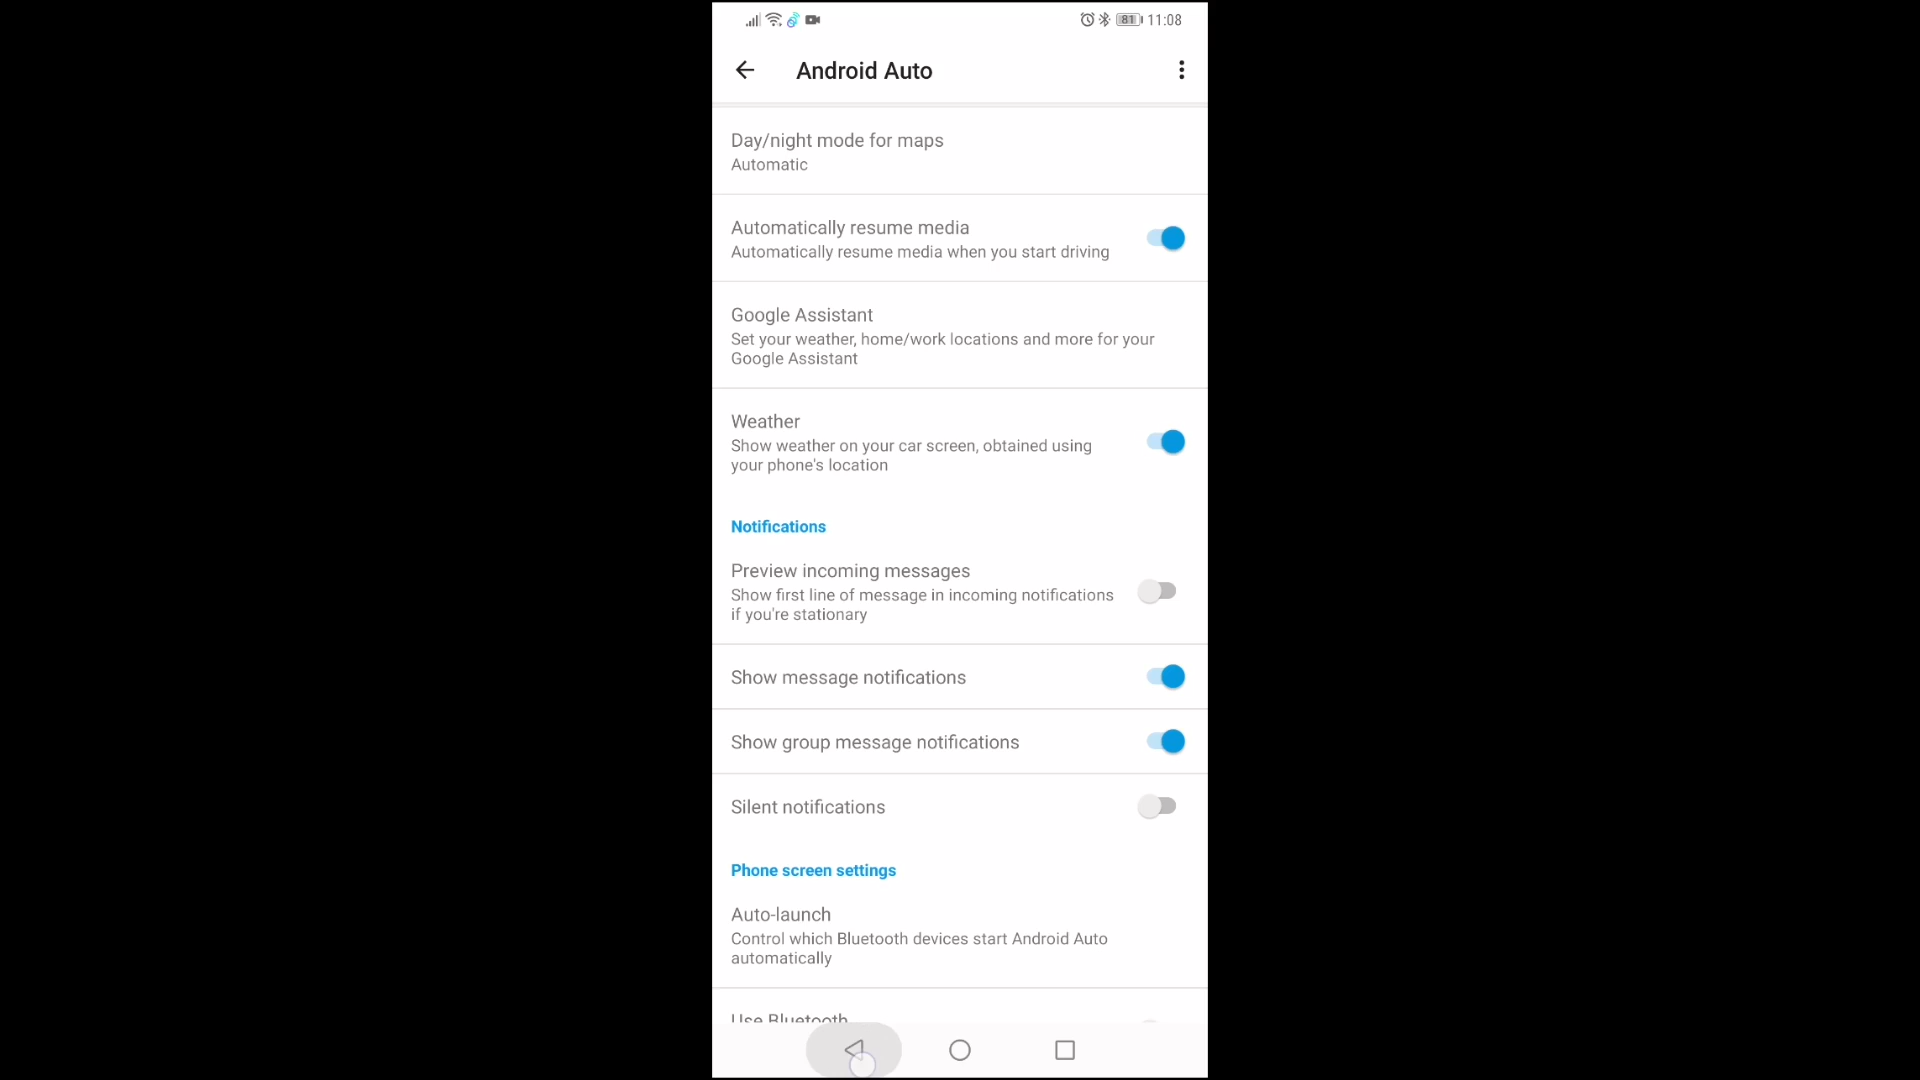 81 11:08
Android Auto
Day/night mode for maps
Automatic
Automatically resume media
Automatically resume media when you start driving
Google Assistant
Set your weather, home/work locations and more for your
Google Assistant
Weather
Show weather on your car screen, obtained using
your phone's location
Notifications
Preview incoming messages
Show first line of message in incoming notifications
if you're stationary
Show message notifications
Show group message notifications
Silent notifications
Phone screen settings
Auto-launch
Control which Bluetooth devices start Android Auto
automatically
Use Bluetooth